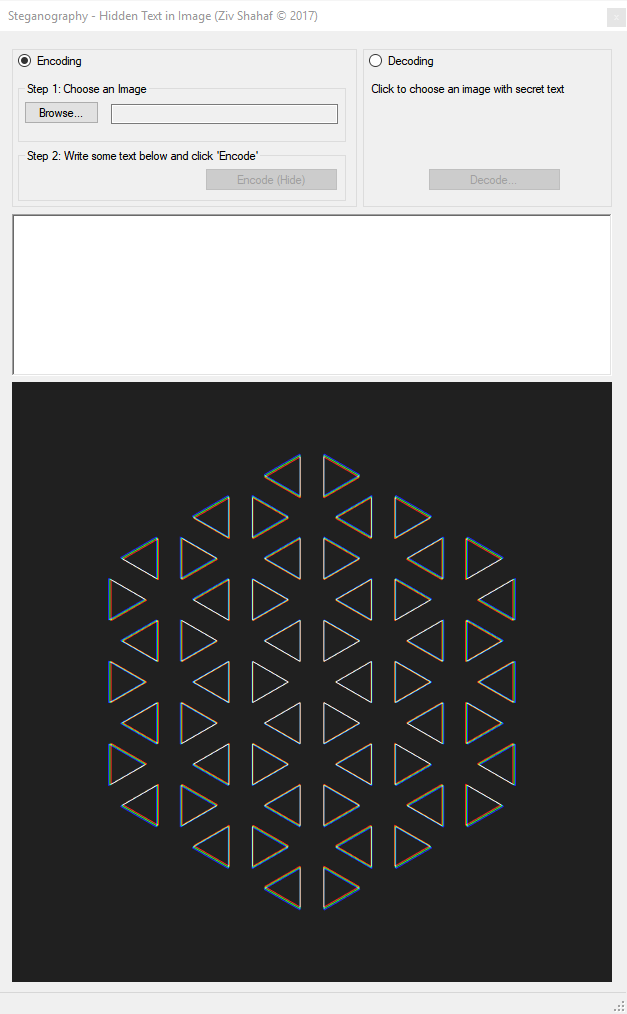 Steganography - Hidden Text in Image (Ziv Shahaf © 2017)
Encoding
Decoding
Step 1: Choose an Image
Click to choose an image with secret text
Browse...
Step 2: Write some text below and click 'Encode'
Encode (Hide)
Decode...